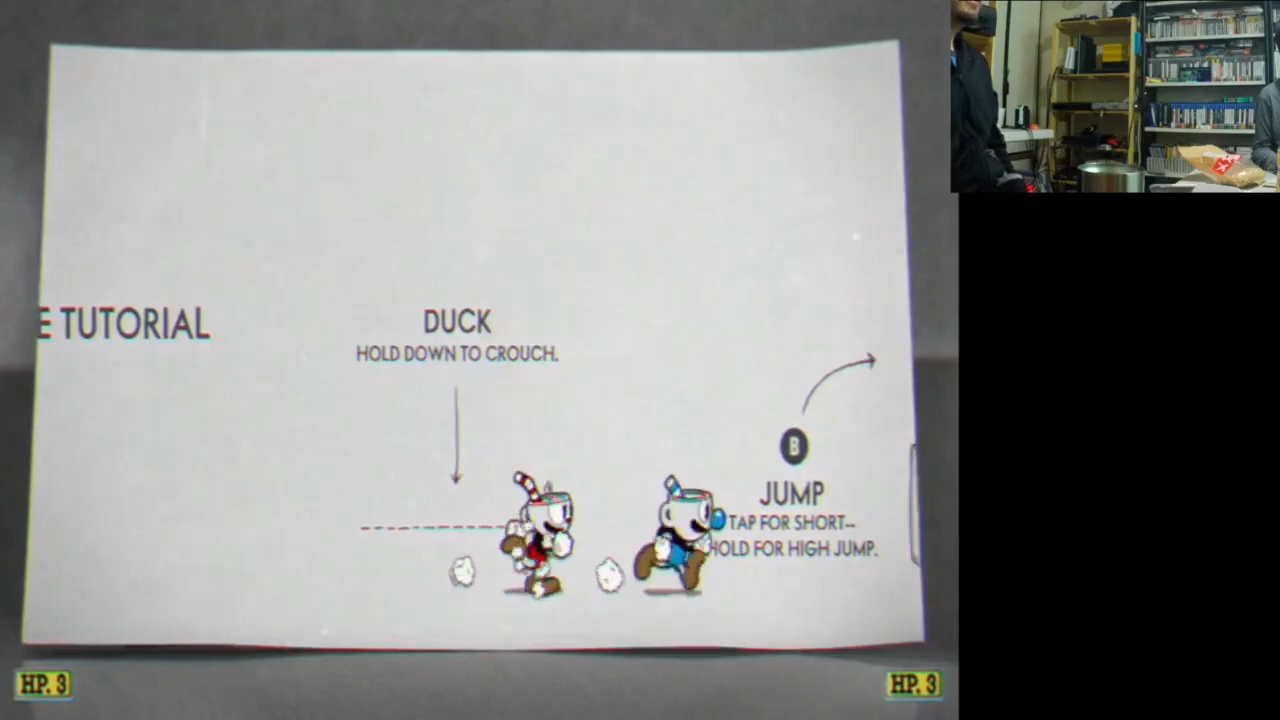 E TUTORIAL
DUCK
HOLD DOWN TO CROUCH.
B
JUMP
TAP FOR SHORT--
HOLD FOR HIGH JUMP.
HP. 3
HP. 3